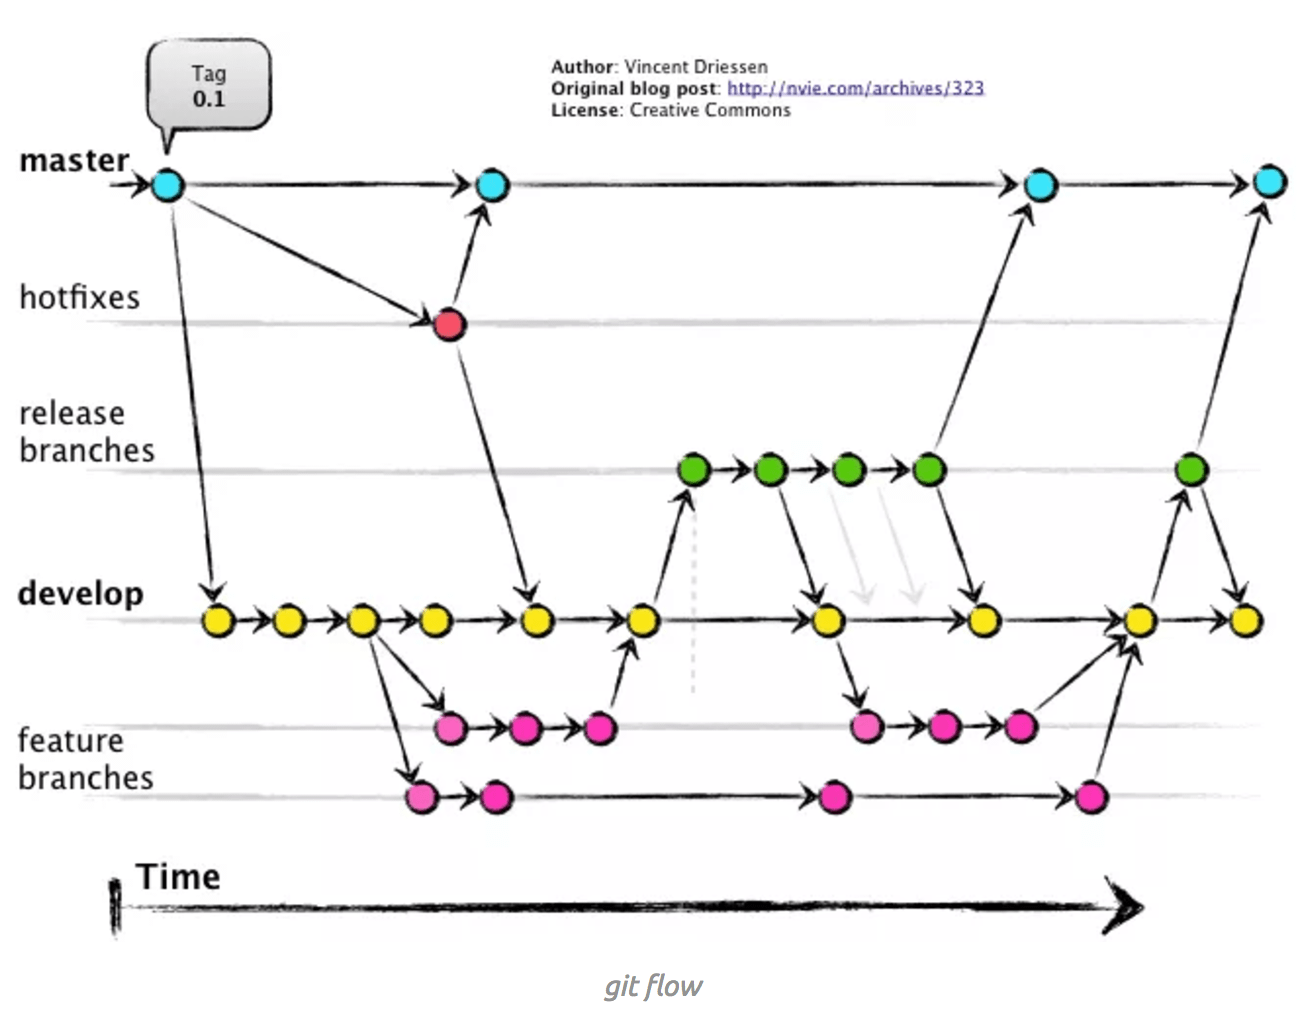 Tag
0.1
Author: Vincent Driessen
Original blog post: http://nvie.com/archives/323
License: Creative Commons
master
hotfixes
release
branches
develop
feature
branches
Time
git flow